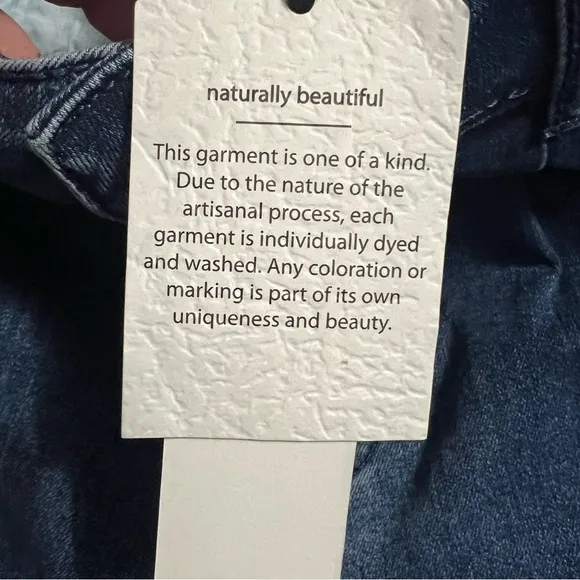 naturally beautiful
This garment is one of a kind.
Due to the nature of the
artisanal process, each
garment is individually dyed
and washed. Any coloration or
marking is part of its own
uniqueness and beauty.